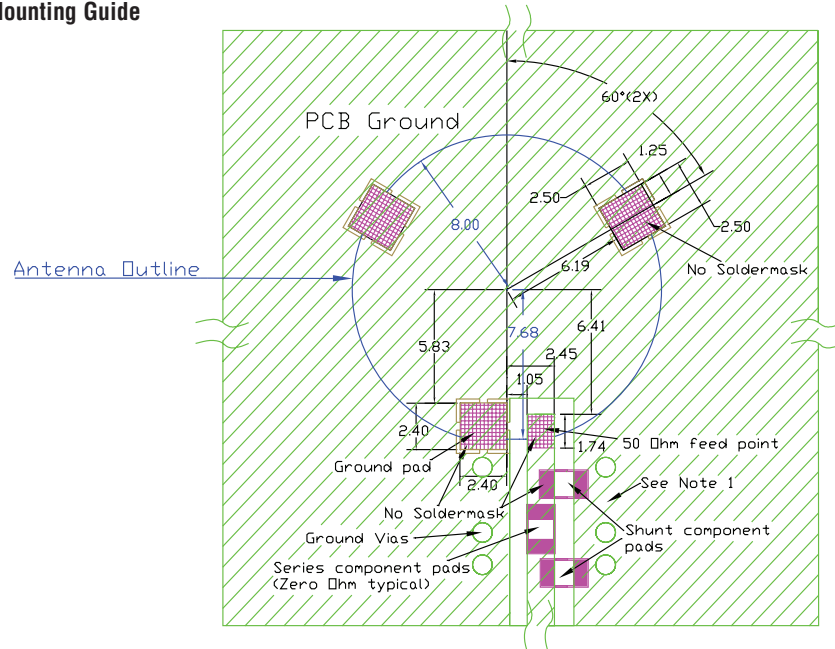 Mounting Guide
60°(2X)
PCB Ground
1.25
2.50
8.00
2.50
No Soldermask
Antenna Outline
6.19
7.68
6.41
5.83
2.45
1.05
2.40
1.74
50 Ohm feed point
Ground pad
2.40
See Note 1
No Soldermask
Ground Vias
Shunt component
pads
Series component pads
(Zero Ohm typical)